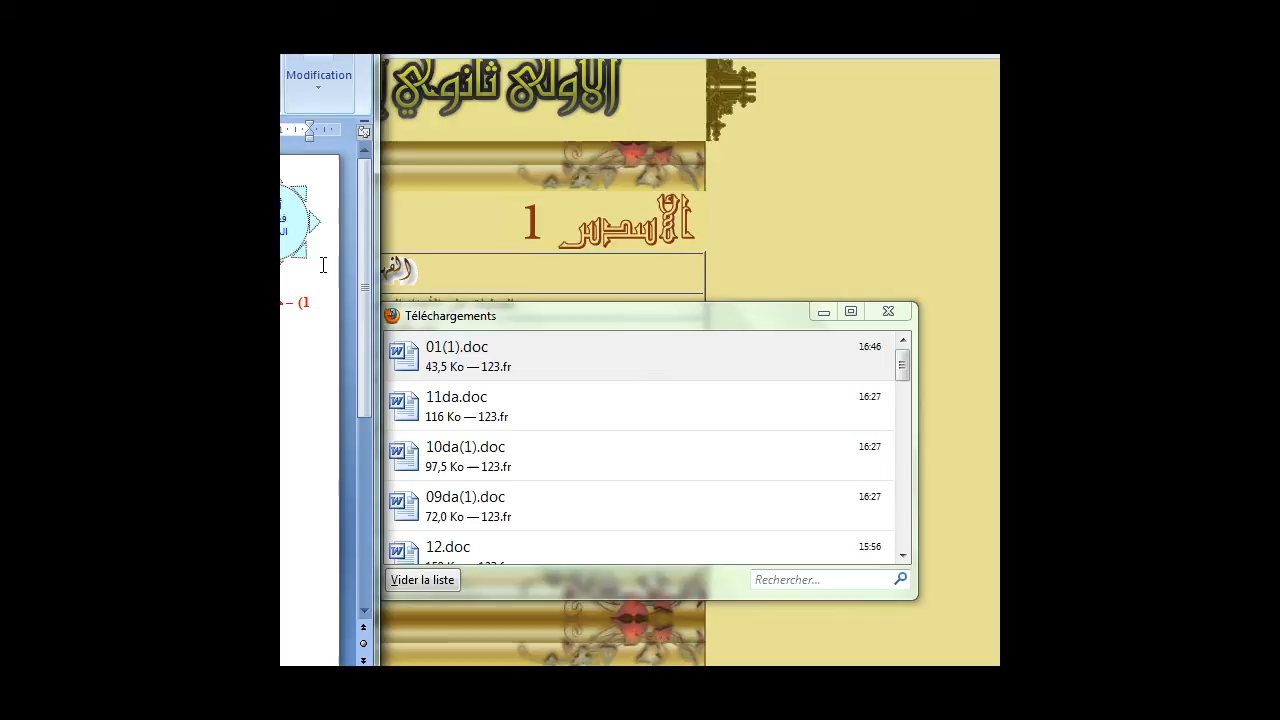 Modification
الأولى ثانوي
الأسدس 1
1) –
Téléchargements
01(1).doc
16:46
43,5 Ko — 123.fr
11da.doc
16:27
116 Ko — 123.fr
10da(1).doc
16:27
97,5 Ko — 123.fr
09da(1).doc
16:27
72,0 Ko — 123.fr
12.doc
15:56
Vider la liste
Rechercher...